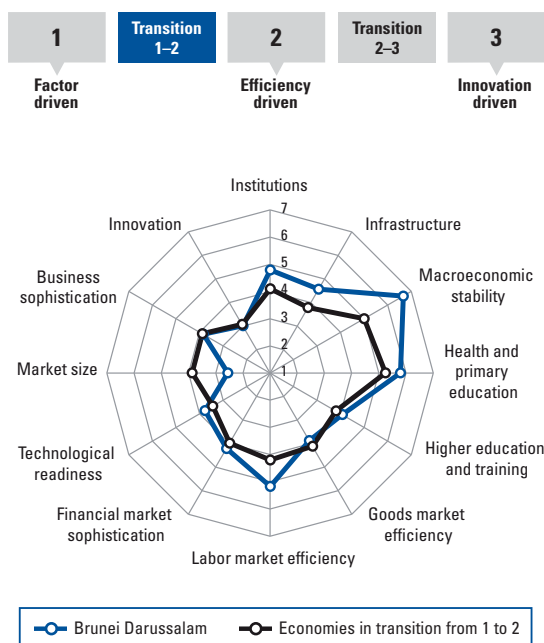 1
Transition
1–2
2
Transition
2–3
3
Factor
driven
Efficiency
driven
Innovation
driven
Institutions
Innovation
Infrastructure
Business
sophistication
Macroeconomic
stability
Market size
Health and
primary
education
Technological
readiness
Higher education
and training
Financial market
sophistication
Goods market
efficiency
Labor market efficiency
7
6
5
4
3
2
1
Brunei Darussalam
Economies in transition from 1 to 2